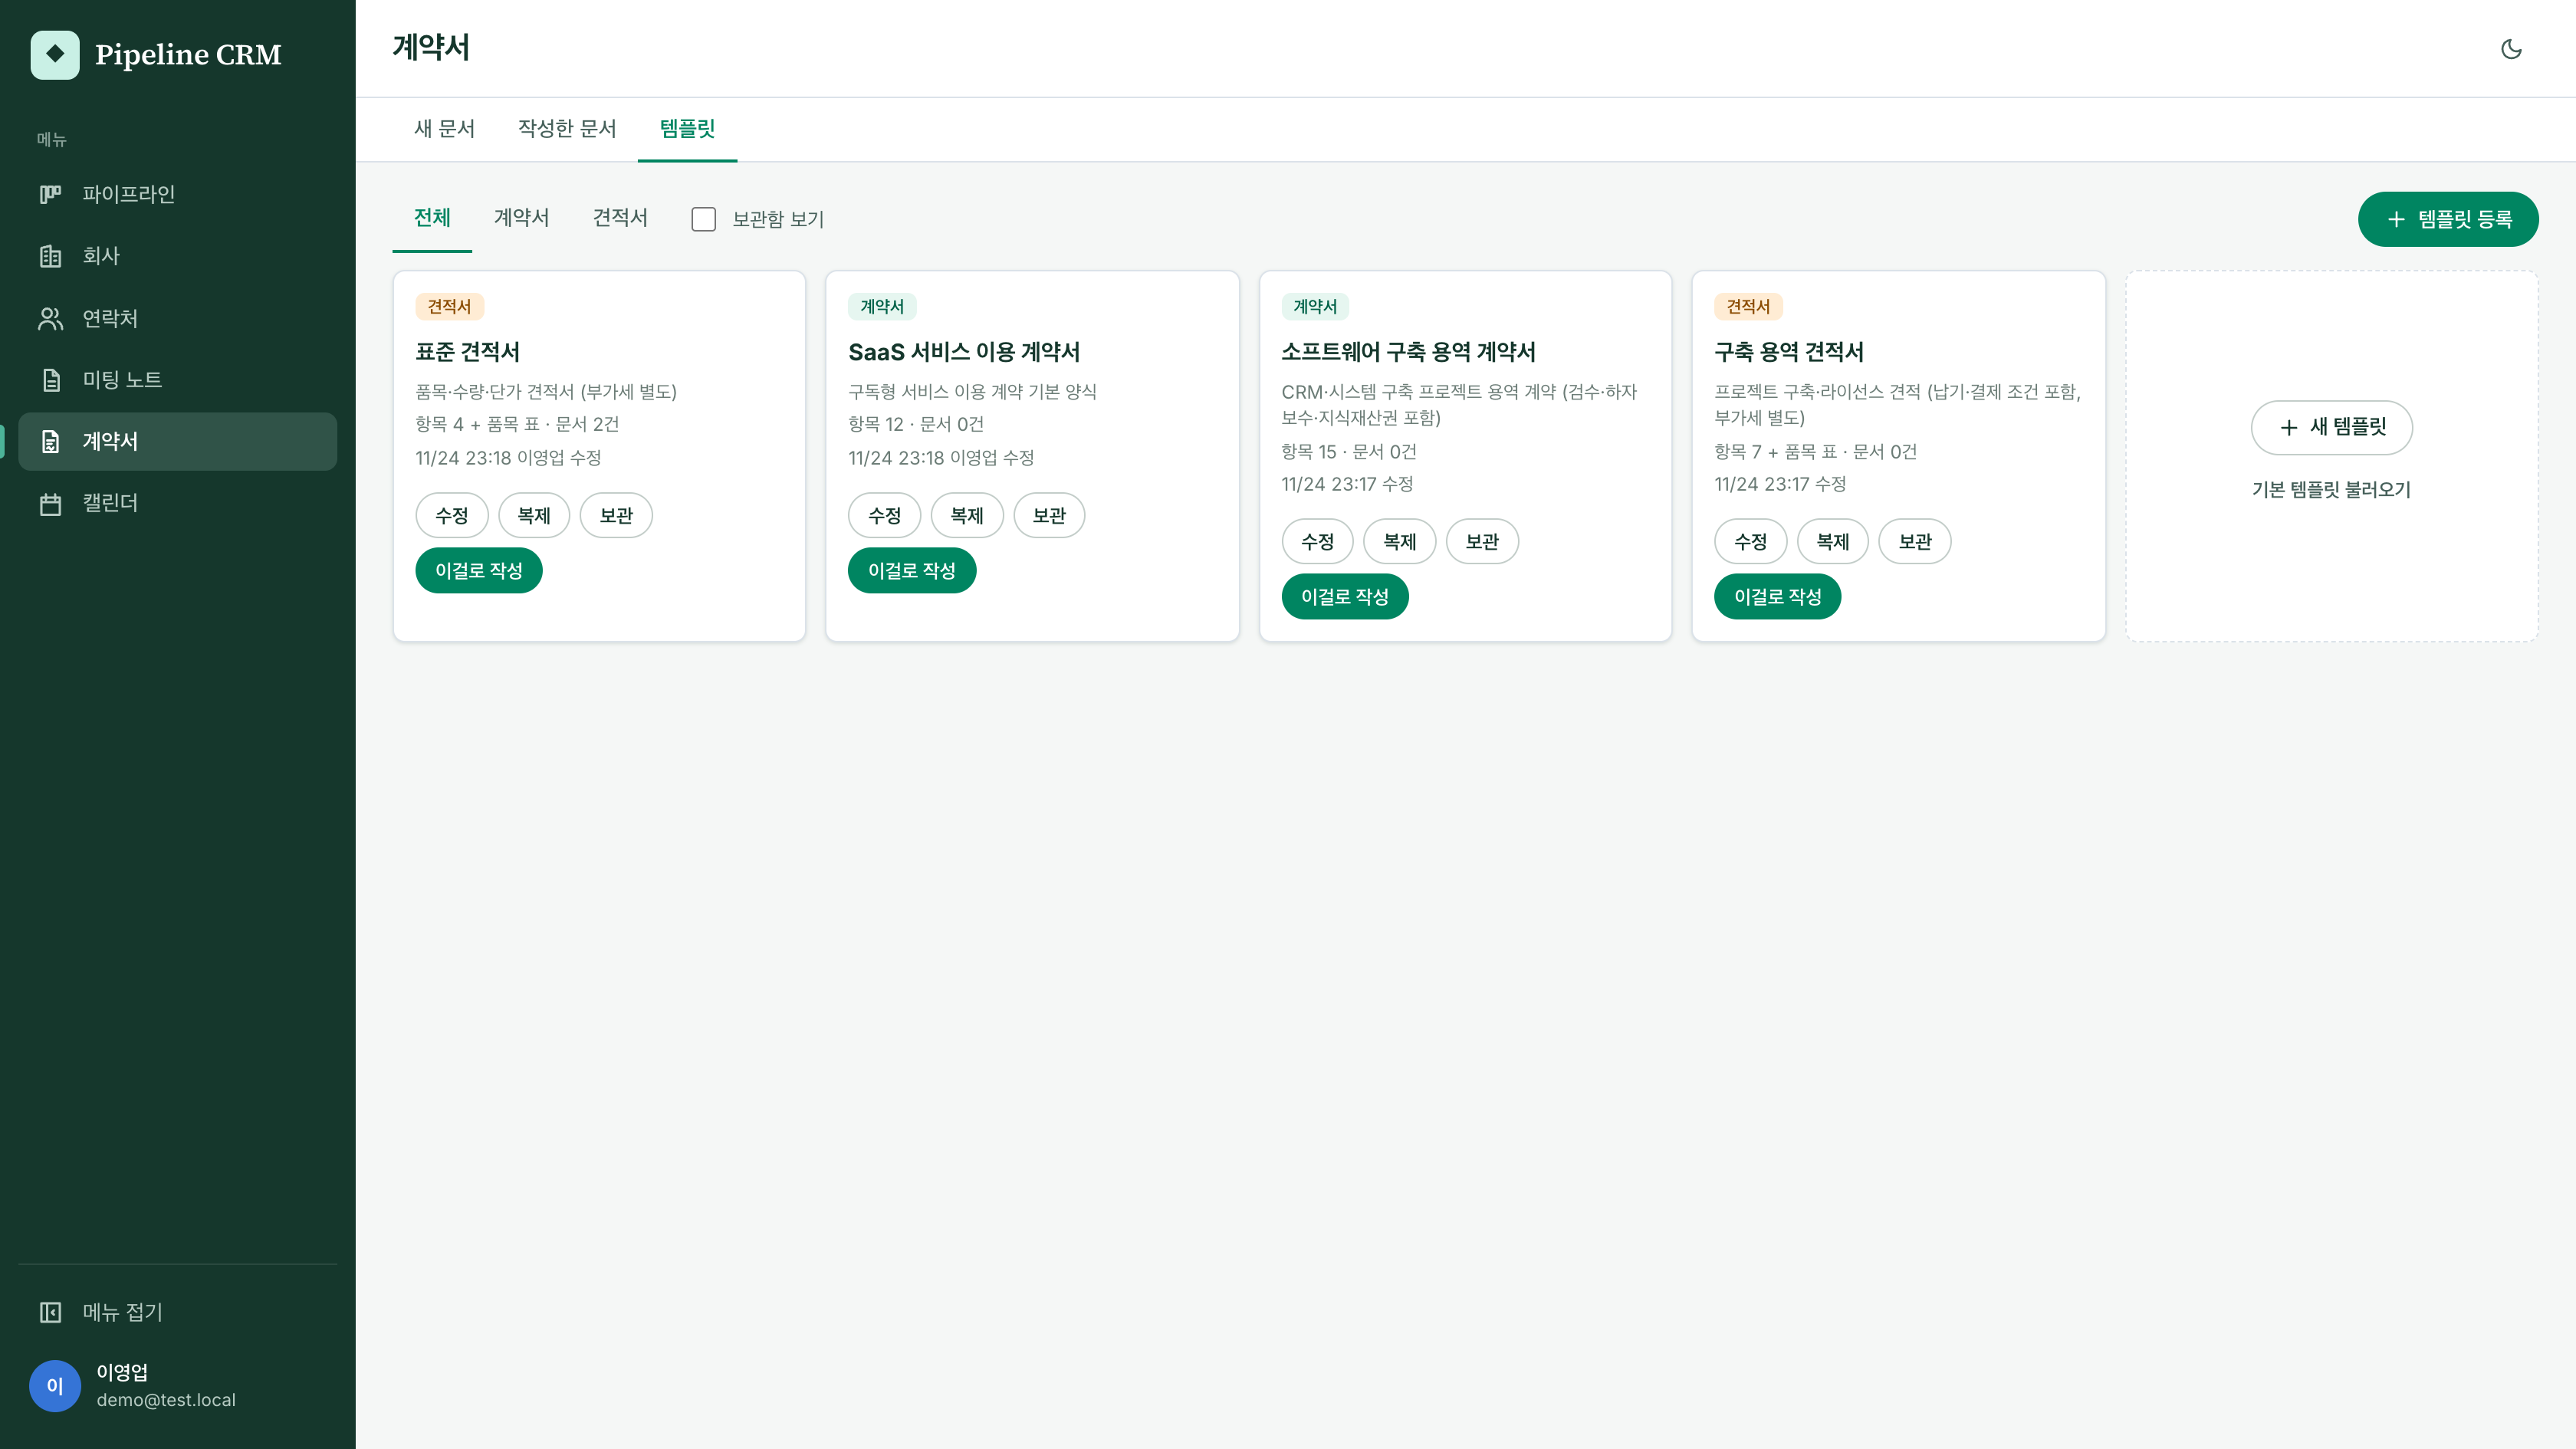 Pipeline CRM
메뉴
파이프라인
회사
연락처
미팅 노트
계약서
캘린더
메뉴 접기
이
이영업
demo@test.local
계약서
새 문서
작성한 문서
템플릿
전체
계약서
견적서
보관함 보기
템플릿 등록
견적서
표준 견적서
품목·수량·단가 견적서 (부가세 별도)
항목 4 + 품목 표 · 문서 2건
11/24 23:18 이영업 수정
수정
복제
보관
이걸로 작성
계약서
SaaS 서비스 이용 계약서
구독형 서비스 이용 계약 기본 양식
항목 12 · 문서 0건
11/24 23:18 이영업 수정
수정
복제
보관
이걸로 작성
계약서
소프트웨어 구축 용역 계약서
CRM·시스템 구축 프로젝트 용역 계약 (검수·하자
보수·지식재산권 포함)
항목 15 · 문서 0건
11/24 23:17 수정
수정
복제
보관
이걸로 작성
견적서
구축 용역 견적서
프로젝트 구축·라이선스 견적 (납기·결제 조건 포함,
부가세 별도)
항목 7 + 품목 표 · 문서 0건
11/24 23:17 수정
수정
복제
보관
이걸로 작성
새 템플릿
기본 템플릿 불러오기